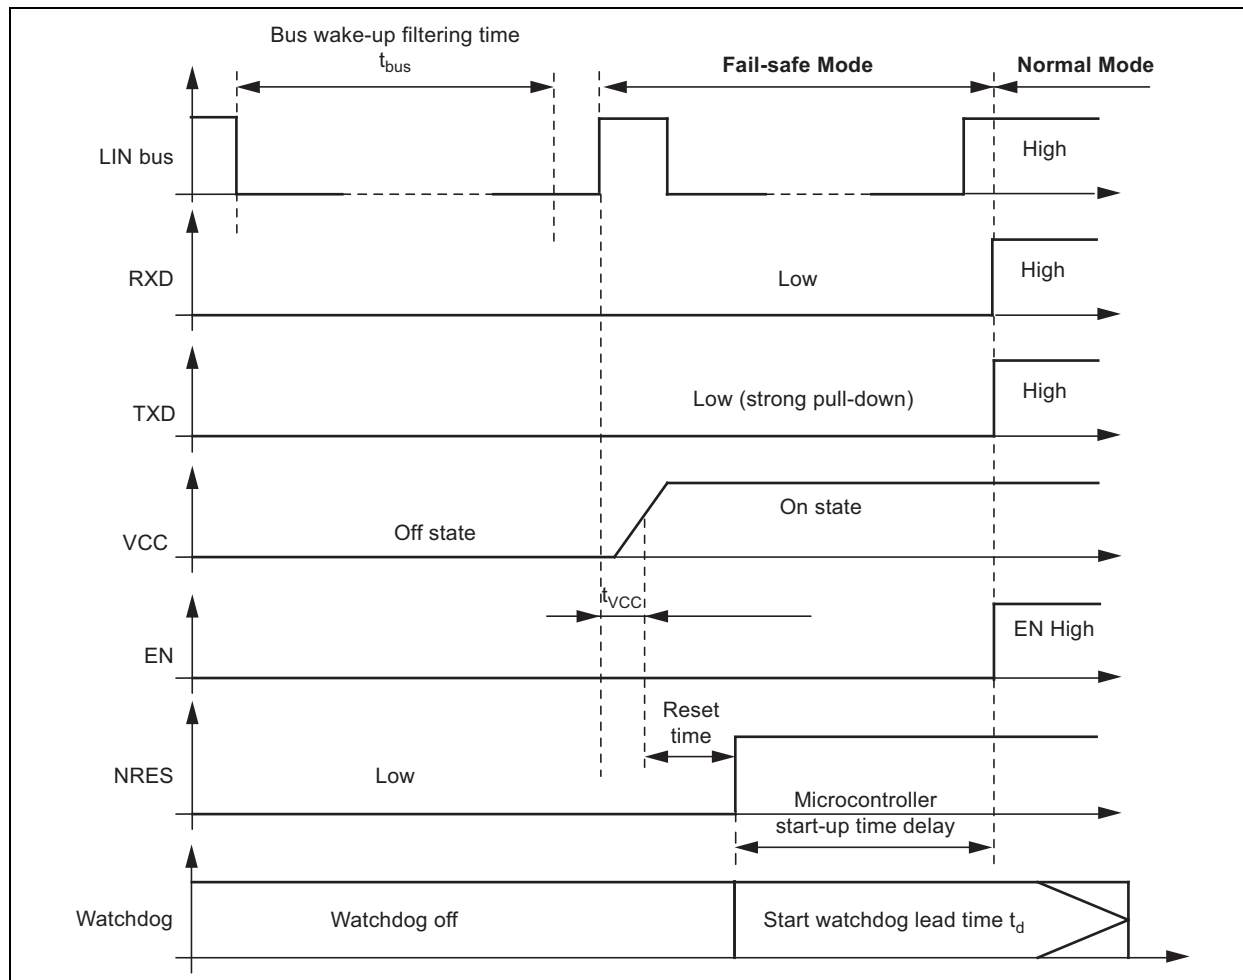 Bus wake-up filtering time
tbus
Fail-safe Mode
Normal Mode
LIN bus
High
RXD
Low
High
TXD
Low (strong pull-down)
High
VCC
Off state
On state
tVCC
EN
EN High
Reset
time
NRES
Low
Microcontroller
start-up time delay
Watchdog
Watchdog off
Start watchdog lead time td